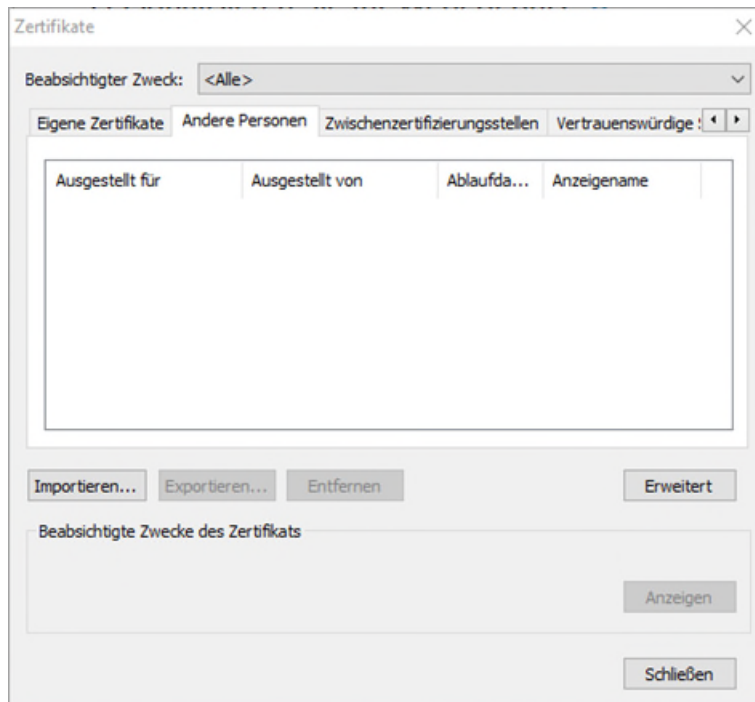 Zertifikate
Beabsichtigter Zweck: <Alle>
Eigene Zertifikate Andere Personen Zwischenzertifizierungsstellen Vertrauenswürdige
Ausgestellt für Ausgestellt von Ablaufda... Anzeigename
Importieren... Exportieren... Entfernen Erweitert
Beabsichtigte Zwecke des Zertifikats
Anzeigen
Schließen